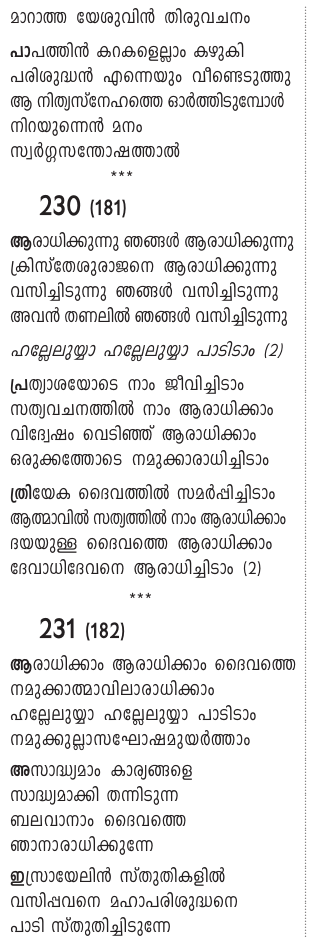 മാറാത്ത യേശുവിൻ തിരുവചനം
പാപത്തിൻ കറകളെല്ലാം കഴുകി
പരിശുദ്ധൻ എന്നെയും വീണ്ടെടുത്തു
ആ നിത്യസ്നേഹത്തെ ഓർത്തിടുമ്പോൾ
നിറയുന്നെൻ മനം
സ്വർഗ്ഗസന്തോഷത്താൽ
***
230 (181)
ആരാധിക്കുന്നു ഞങ്ങൾ ആരാധിക്കുന്നു
ക്രിസ്തേശുരാജനെ ആരാധിക്കുന്നു
വസിച്ചിടുന്നു ഞങ്ങൾ വസിച്ചിടുന്നു
അവൻ തണലിൽ ഞങ്ങൾ വസിച്ചിടുന്നു
ഹല്ലേലുയ്യാ ഹല്ലേലുയ്യാ പാടിടാം (2)
പ്രത്യാശയോടെ നാം ജീവിച്ചിടാം
സത്യവചനത്തിൽ നാം ആരാധിക്കാം
വിദ്വേഷം വെടിഞ്ഞ് ആരാധിക്കാം
ഒരുക്കത്തോടെ നമുക്കാരാധിച്ചിടാം
ത്രിയേക ദൈവത്തിൽ സമർപ്പിച്ചിടാം
ആത്മാവിൽ സത്യത്തിൽ നാം ആരാധിക്കാം
ദയയുള്ള ദൈവത്തെ ആരാധിക്കാം
ദേവാധിദേവനെ ആരാധിച്ചിടാം (2)
***
231 (182)
ആരാധിക്കാം ആരാധിക്കാം ദൈവത്തെ
നമുക്കാത്മാവിലാരാധിക്കാം
ഹല്ലേലുയ്യാ ഹല്ലേലുയ്യാ പാടിടാം
നമുക്കുല്ലാസഘോഷമുയർത്താം
അസാദ്ധ്യമാം കാര്യങ്ങളെ
സാദ്ധ്യമാക്കി തന്നിടുന്ന
ബലവാനാം ദൈവത്തെ
ഞാനാരാധിക്കുന്നേ
ഇസ്രായേലിൻ സ്തുതികളിൽ
വസിപ്പവനെ മഹാപരിശുദ്ധനെ
പാടി സ്തുതിച്ചിടുന്നേ